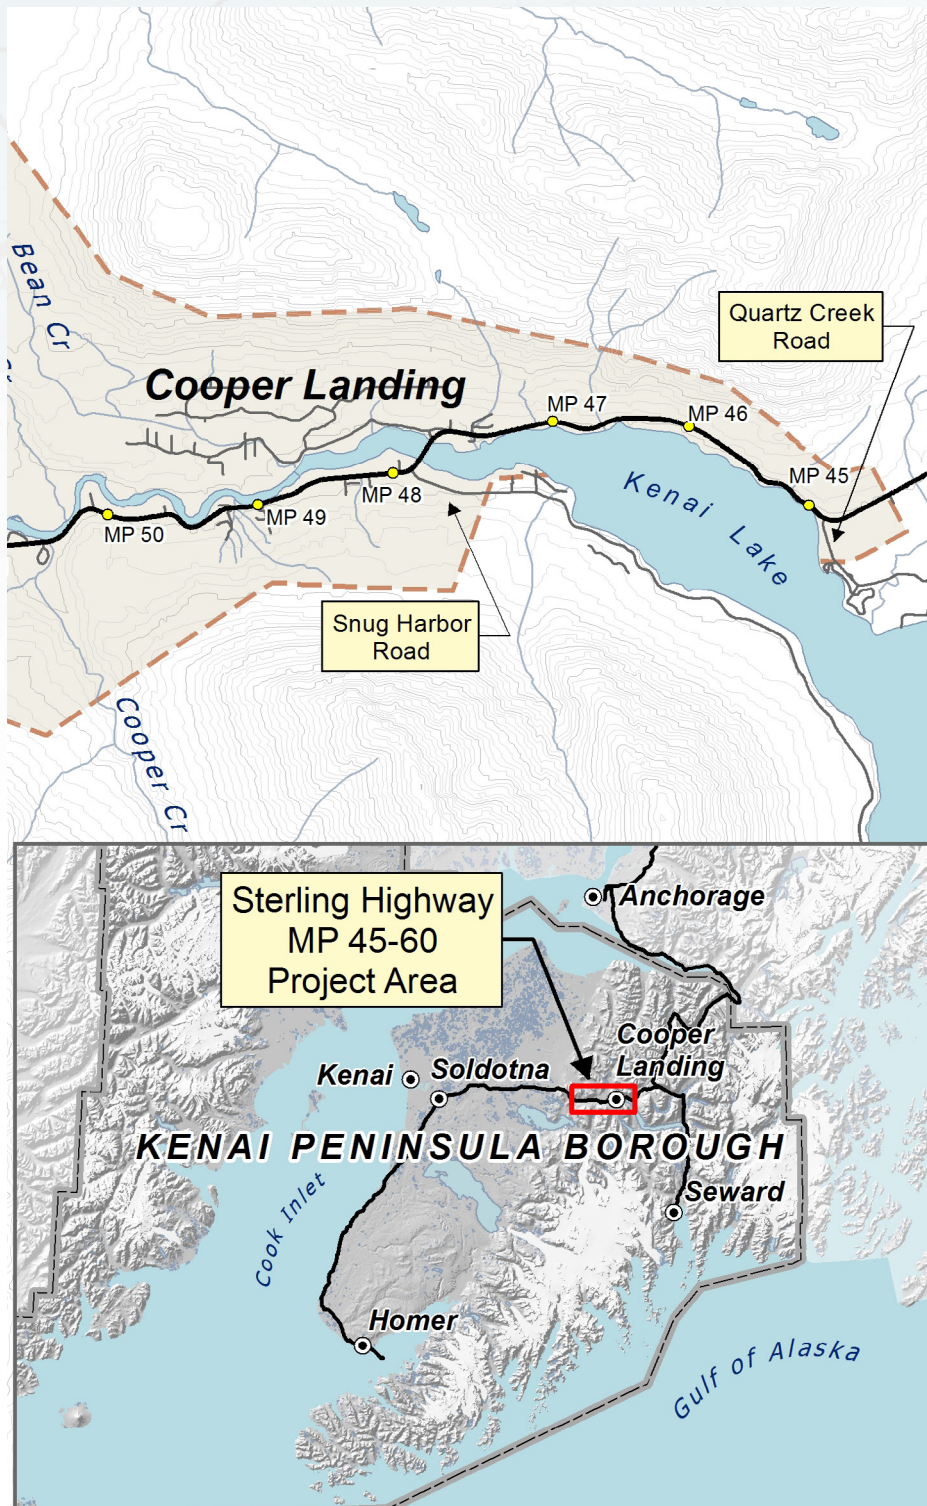 Bean Cr
Quartz Creek
Road
Cooper Landing
MP 47
MP 46
MP 45
MP 48
MP 49
MP 50
Kenai Lake
Snug Harbor
Road
Cooper Cr
Sterling Highway
MP 45-60
Project Area
Anchorage
Cooper
Landing
Kenai
Soldotna
KENAI PENINSULA BOROUGH
Seward
Cook Inlet
Homer
Gulf of Alaska